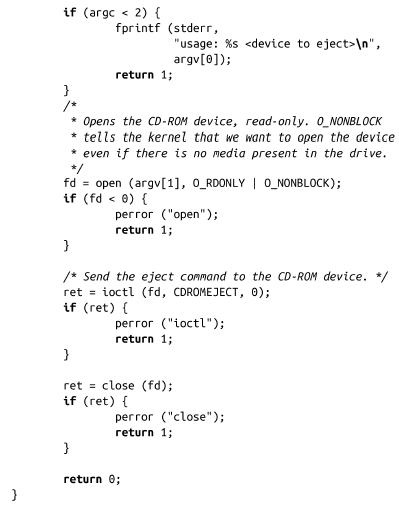 if (argc < 2) {
fprintf (stderr,
"usage: %s <device to eject>\n",
argv[0]);
return 1;
}
/*
* Opens the CD-ROM device, read-only. O_NONBLOCK
* tells the kernel that we want to open the device
* even if there is no media present in the drive.
*/
fd = open (argv[1], O_RDONLY | O_NONBLOCK);
if (fd < 0) {
perror ("open");
return 1;
}
/* Send the eject command to the CD-ROM device. */
ret = ioctl (fd, CDROMEJECT, 0);
if (ret) {
perror ("ioctl");
return 1;
}
ret = close (fd);
if (ret) {
perror ("close");
return 1;
}
return 0;
}